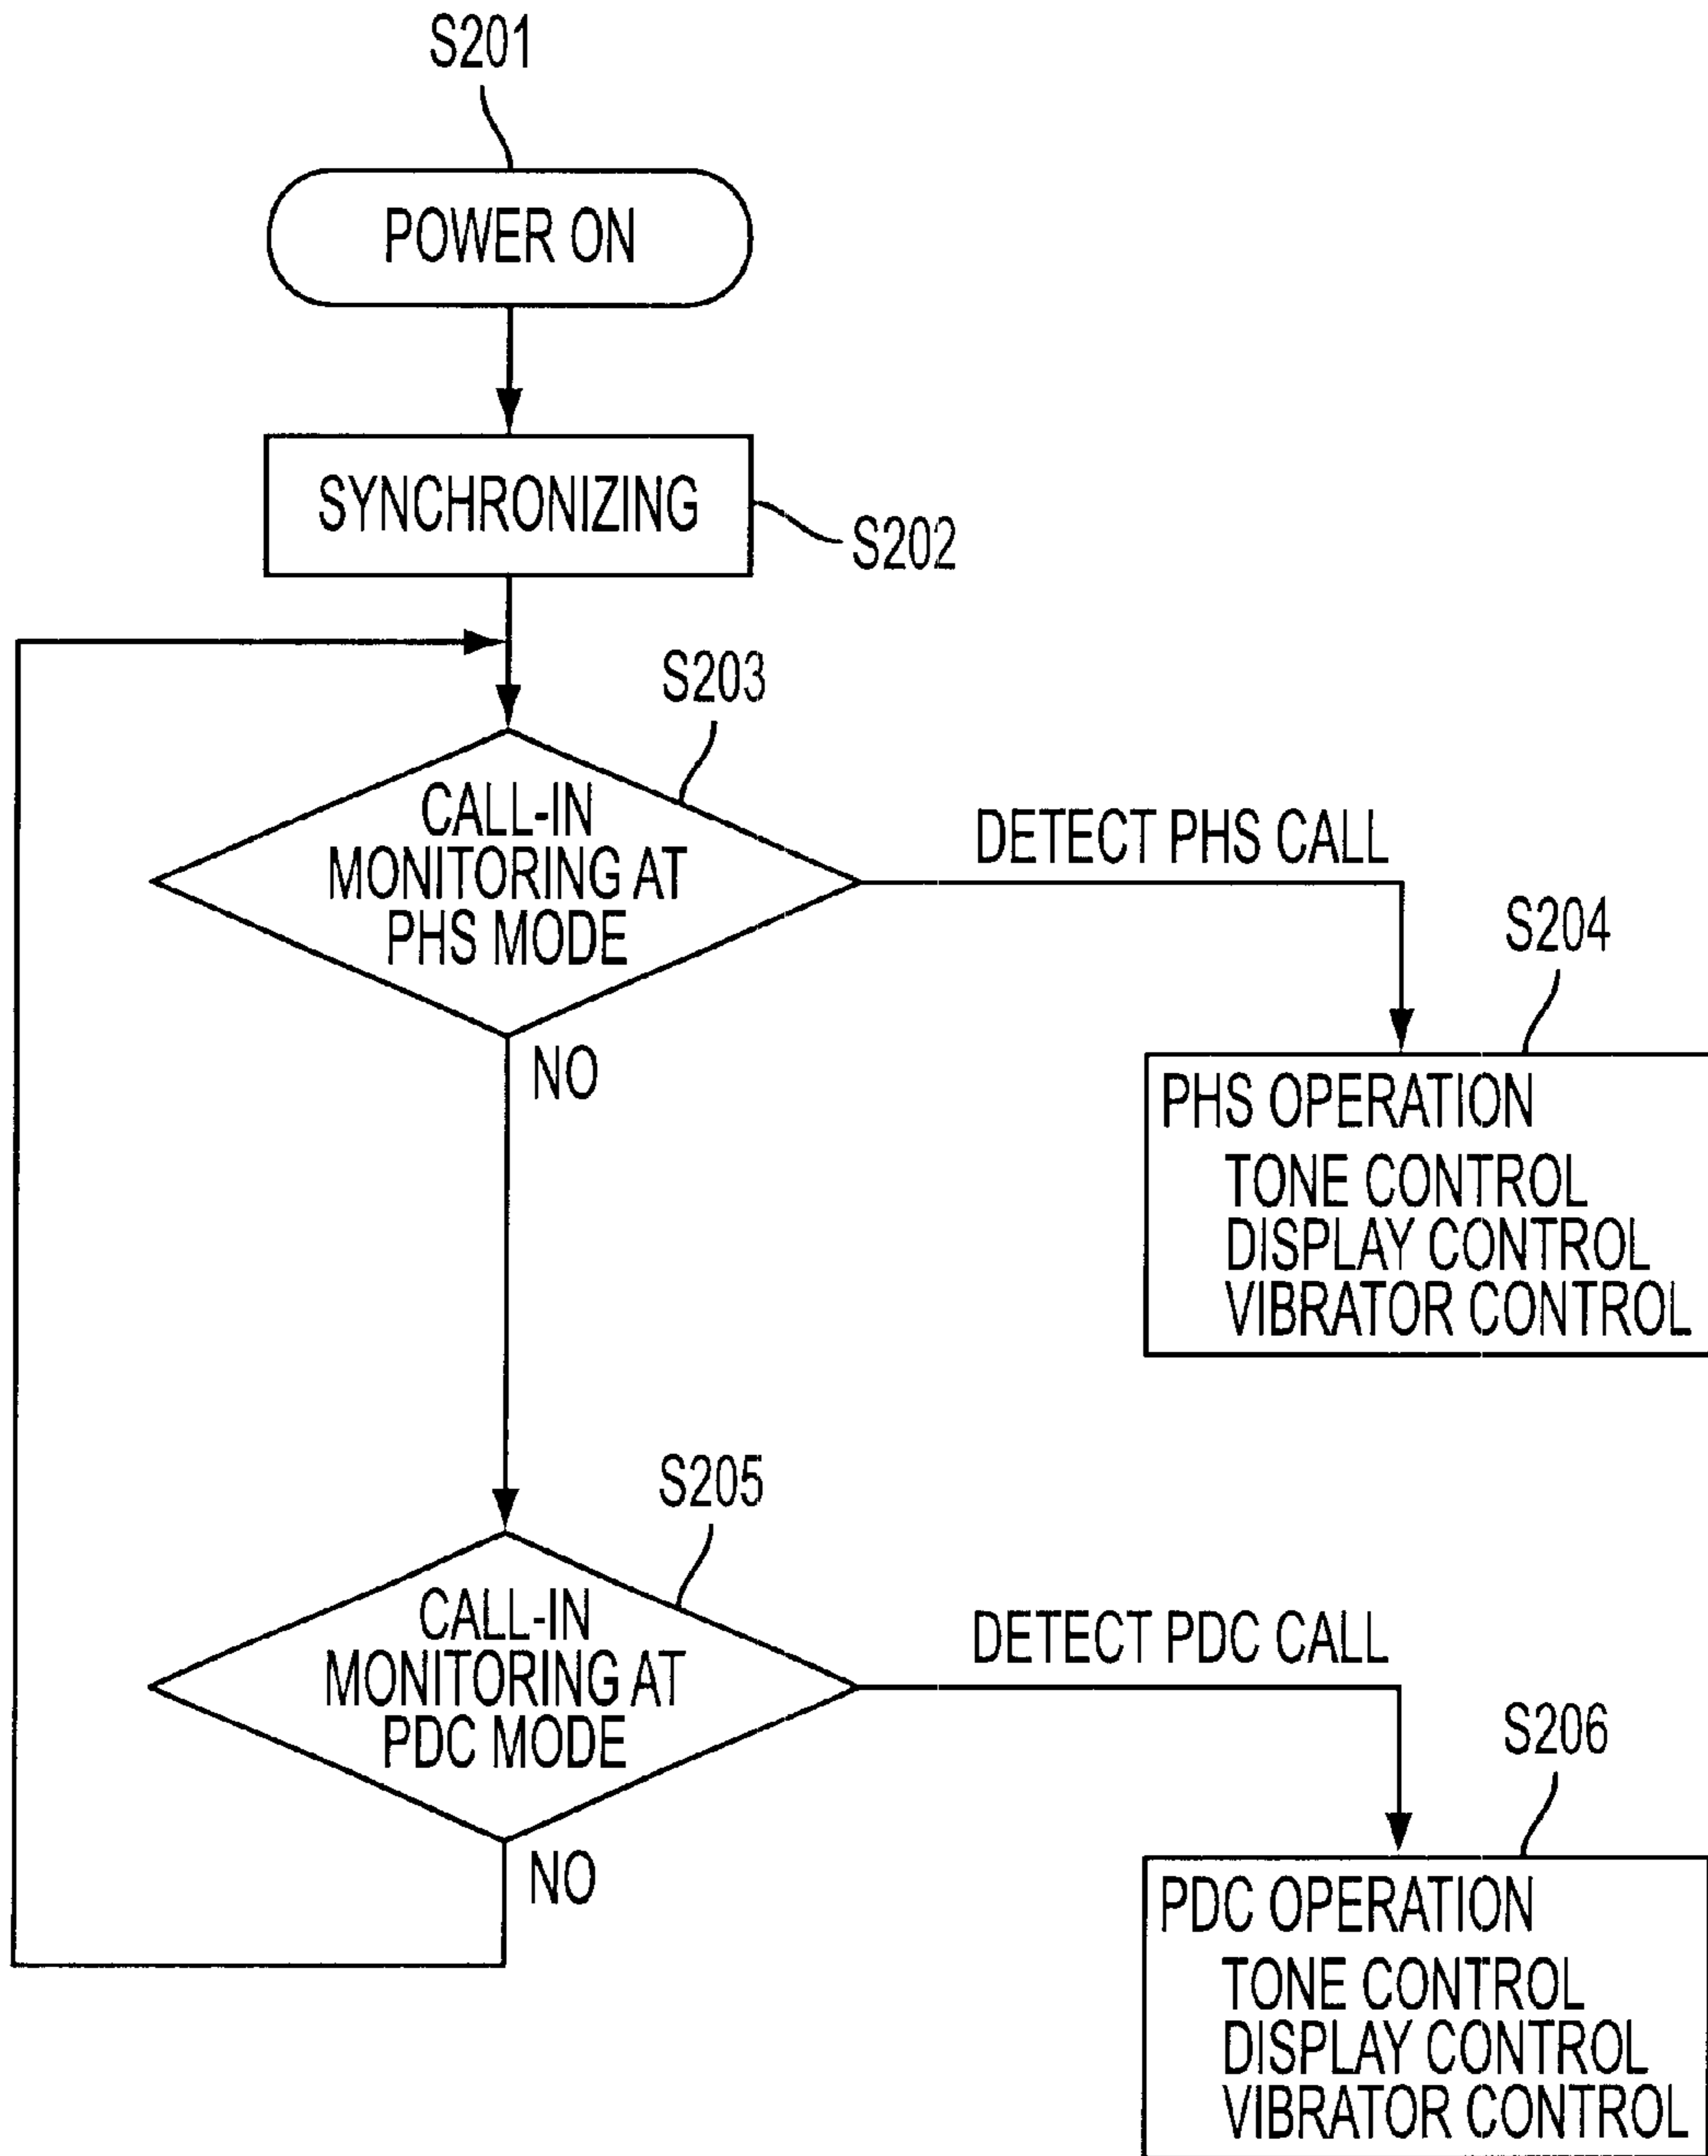 S201
POWER ON
SYNCHRONIZING
S202
S203
CALL-IN
MONITORING AT
PHS MODE
DETECT PHS CALL
NO
S204
PHS OPERATION
TONE CONTROL
DISPLAY CONTROL
VIBRATOR CONTROL
S205
CALL-IN
MONITORING AT
PDC MODE
DETECT PDC CALL
NO
S206
PDC OPERATION
TONE CONTROL
DISPLAY CONTROL
VIBRATOR CONTROL